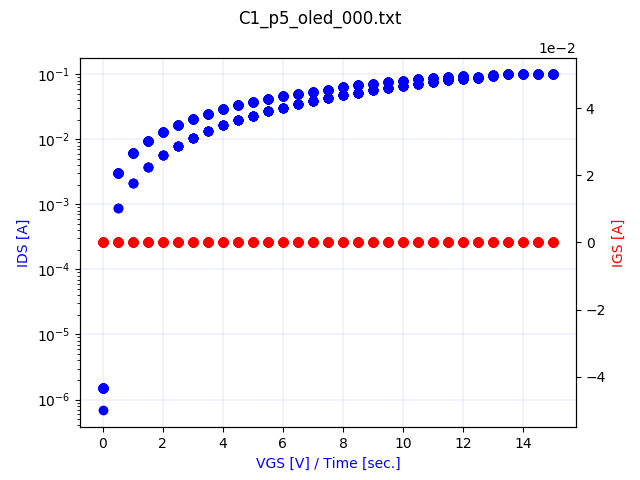 C1_p5_oled_000.txt
1e−2
10⁻¹
10⁻²
10⁻³
10⁻⁴
10⁻⁵
10⁻⁶
IDS [A]
4
2
0
−2
−4
IGS [A]
0 2 4 6 8 10 12 14
VGS [V] / Time [sec.]